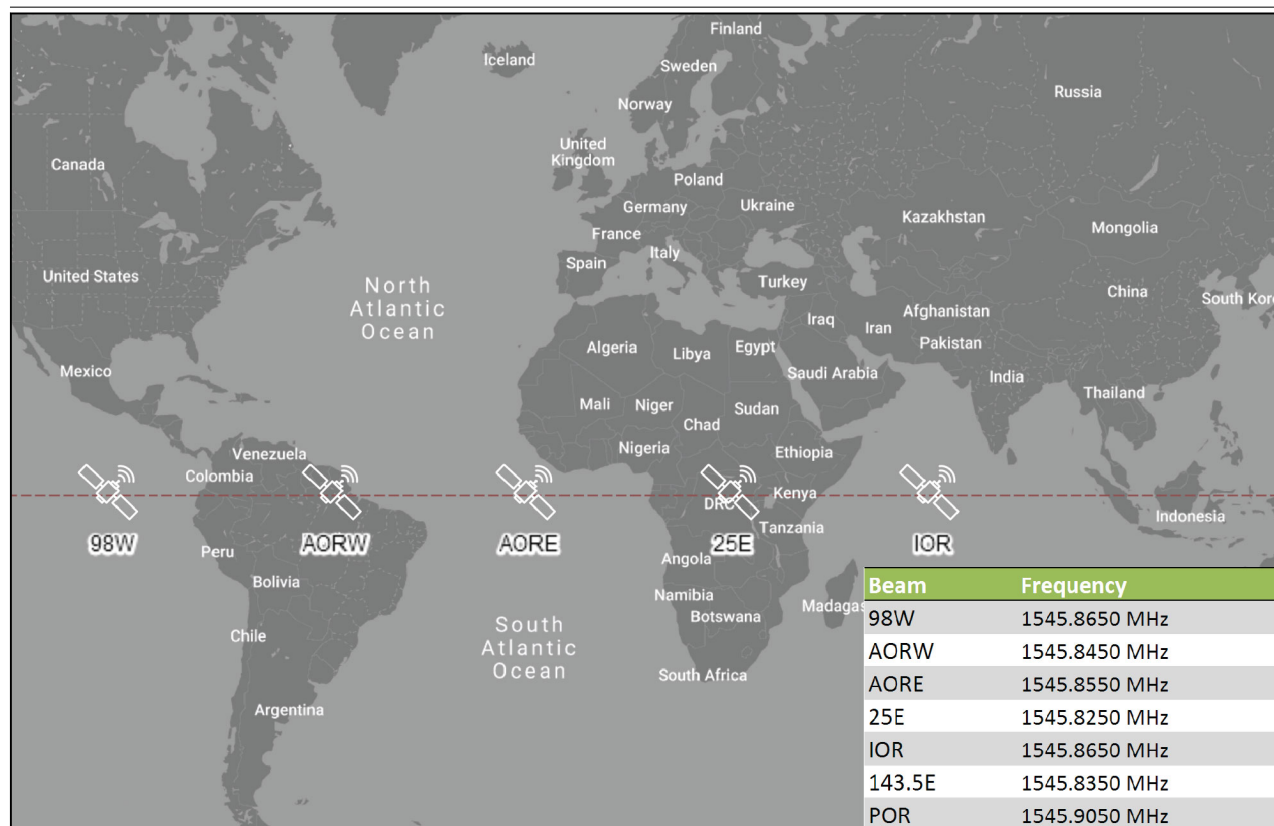 Finland
Iceland
Sweden
Russia
Norway
United
Kingdom
Canada
Poland
Germany
Ukraine
Kazakhstan
Mongolia
France
Italy
Spain
United States
Turkey
North
Atlantic
Ocean
China
South Kor
Afghanistan
Iraq
Iran
Pakistan
Algeria
Libya
Egypt
Mexico
Saudi Arabia
India
Thailand
Mali
Niger
Sudan
Chad
Nigeria
Ethiopia
Venezuela
Colombia
Kenya
DRC
Indonesia
Tanzania
98W
AORW
AORE
25E
IOR
Peru
Angola
Bolivia
Namibia
Madagas
Botswana
Chile
South
Atlantic
Ocean
South Africa
Argentina
Beam Frequency
98W 1545.8650 MHz
AORW 1545.8450 MHz
AORE 1545.8550 MHz
25E 1545.8250 MHz
IOR 1545.8650 MHz
143.5E 1545.8350 MHz
POR 1545.9050 MHz